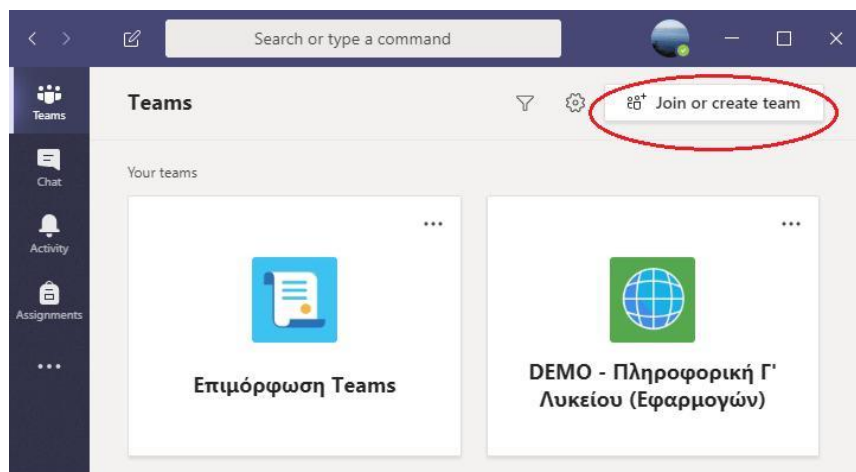 Search or type a command
Teams
Teams
Join or create team
Chat
Your teams
Activity
Assignments
Επιμόρφωση Teams
DEMO - Πληροφορική Γ'
Λυκείου (Εφαρμογών)